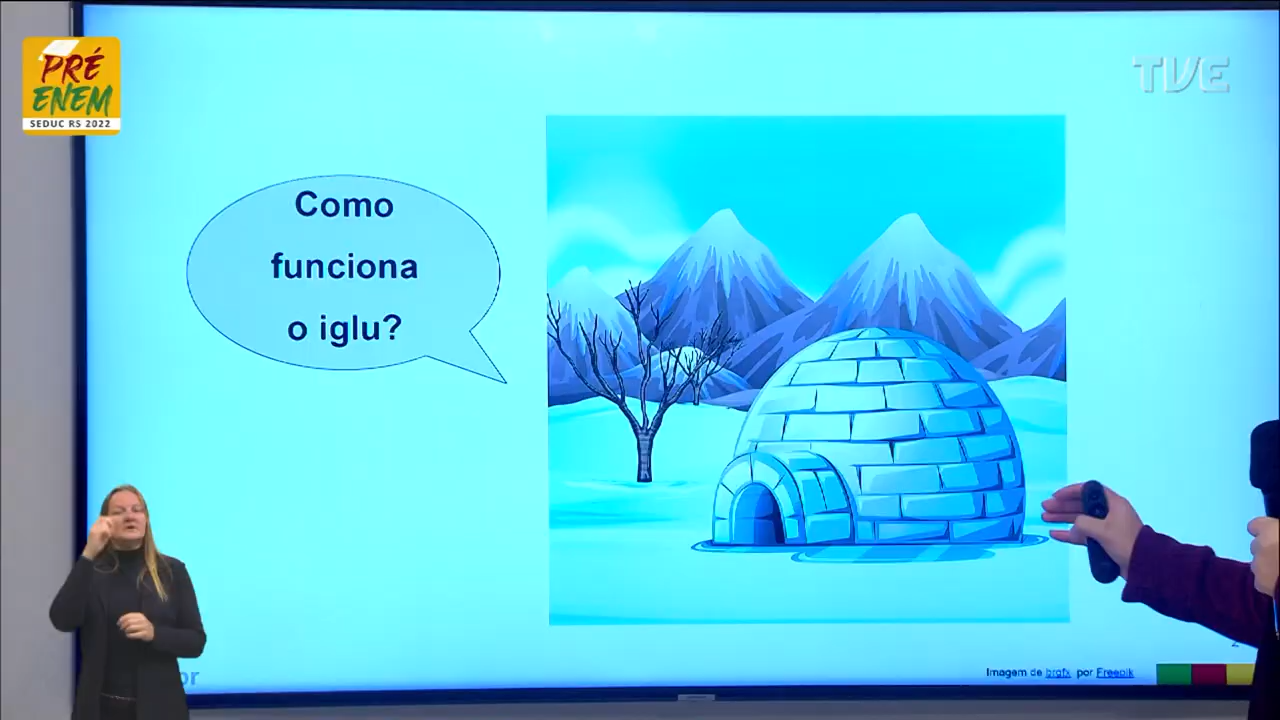 PRÉ
ENEM
SEDUC RS 2022
TVE
Como
funciona
o iglu?
Imagem de brgfx por Freepik